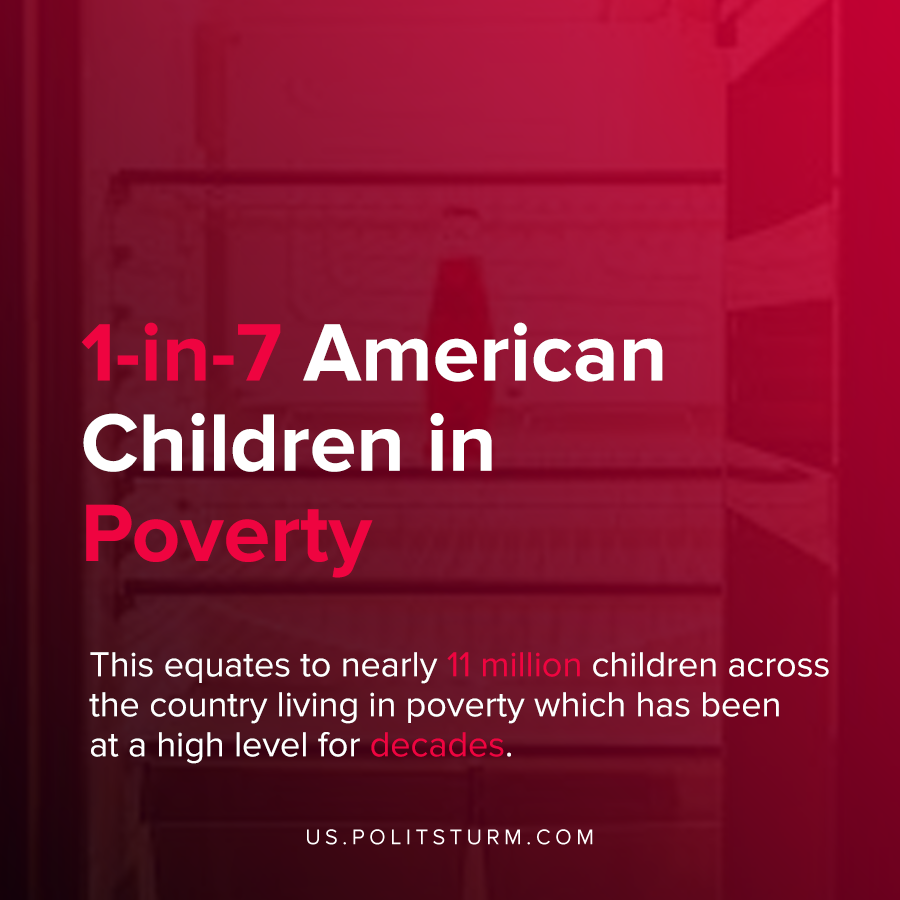 1-in-7 American
Children in
Poverty
This equates to nearly 11 million children across
the country living in poverty which has been
at a high level for decades.
US.POLITSTURM.COM